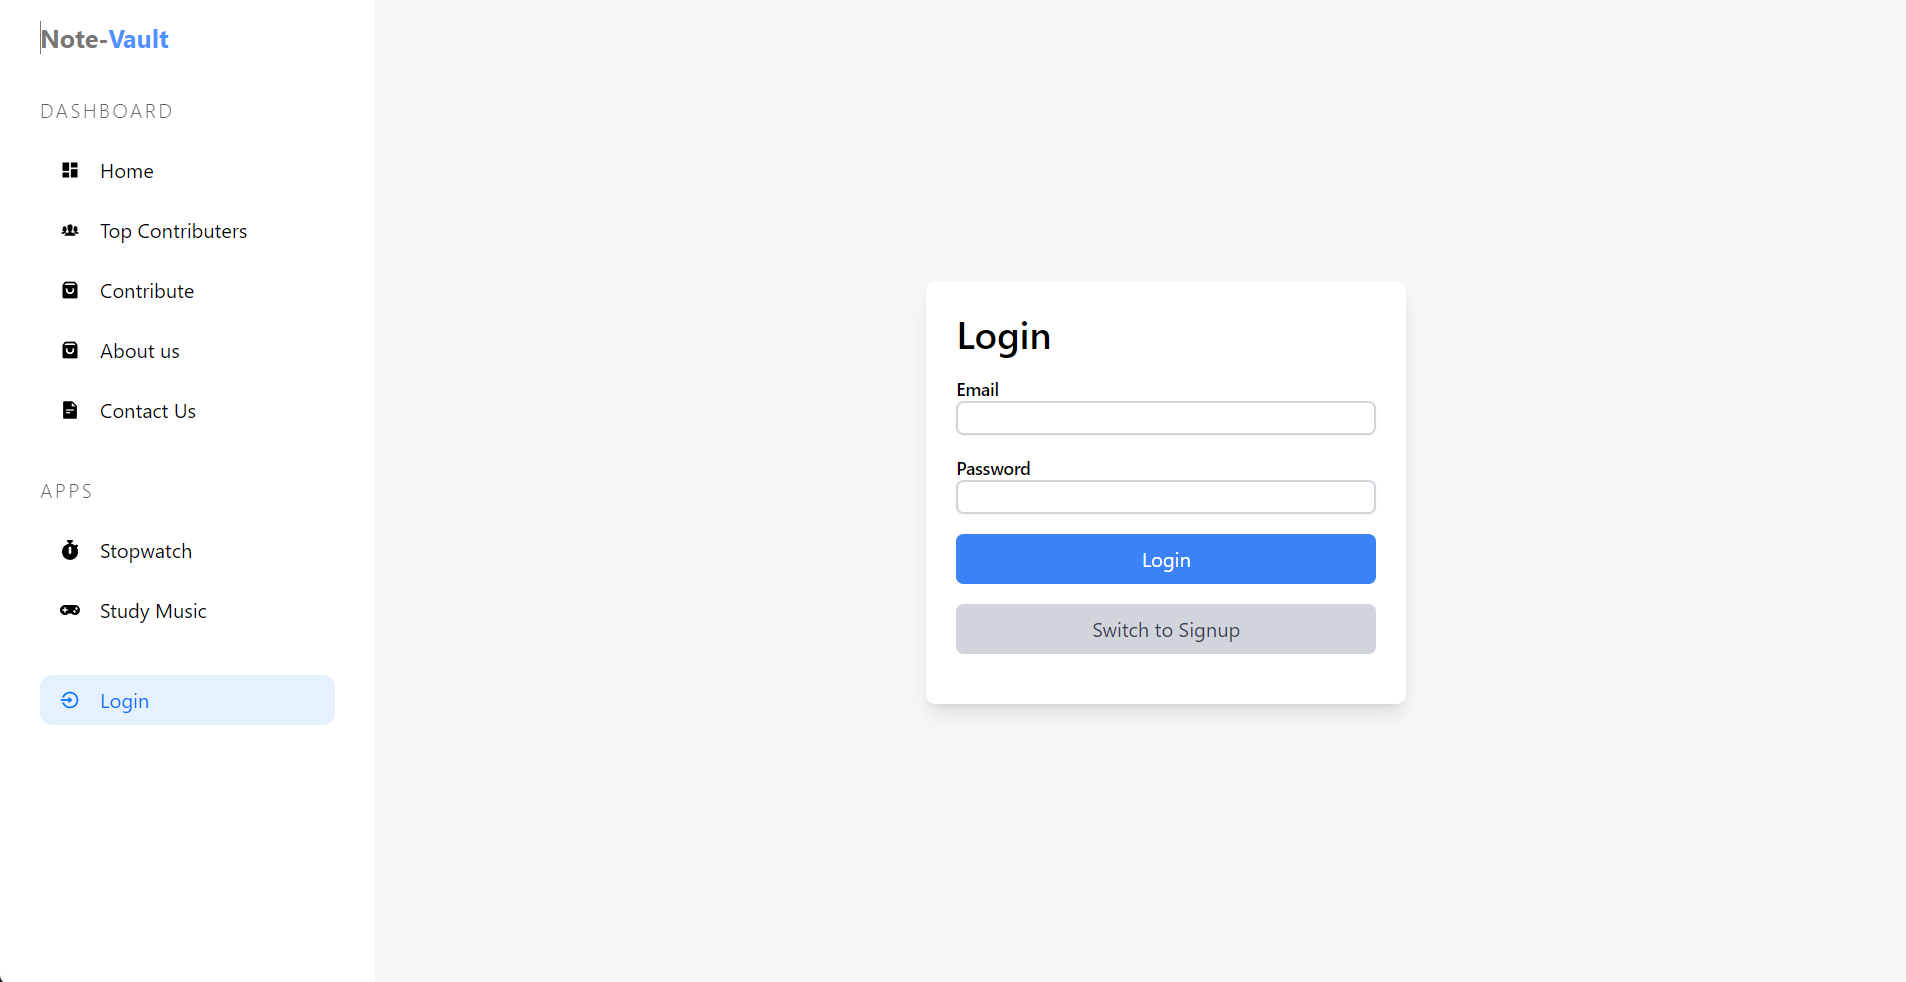 Note-Vault
DASHBOARD
Home
Top Contributers
Contribute
About us
Contact Us
APPS
Stopwatch
Study Music
Login
Login
Email
Password
Login
Switch to Signup